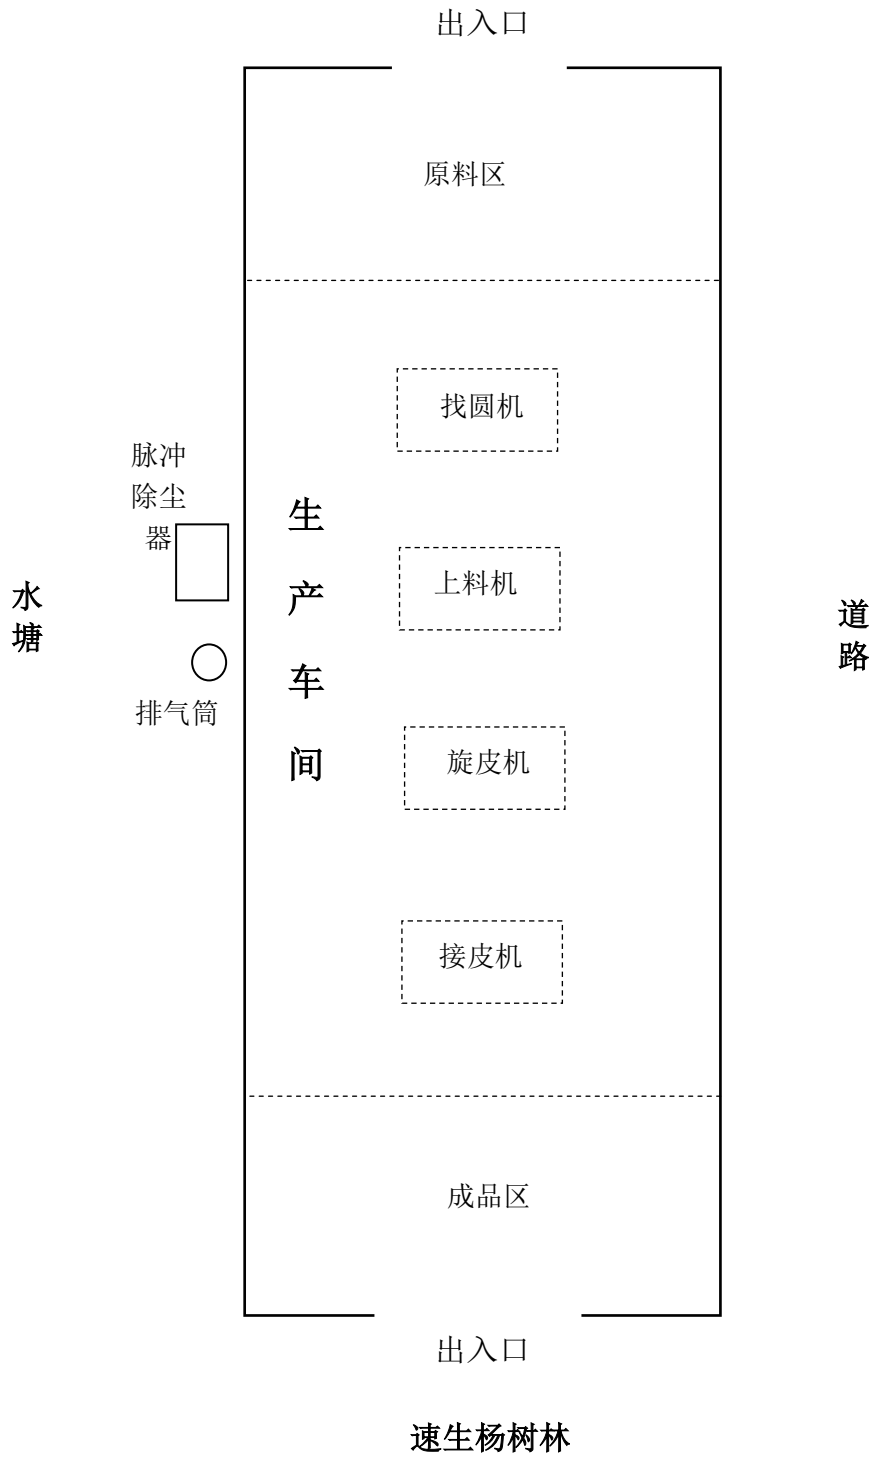 出入口
原料区
找圆机
脉冲
除尘
器
生
产
车
间
上料机
水
塘
道
路
排气筒
旋皮机
接皮机
成品区
出入口
速生杨树林